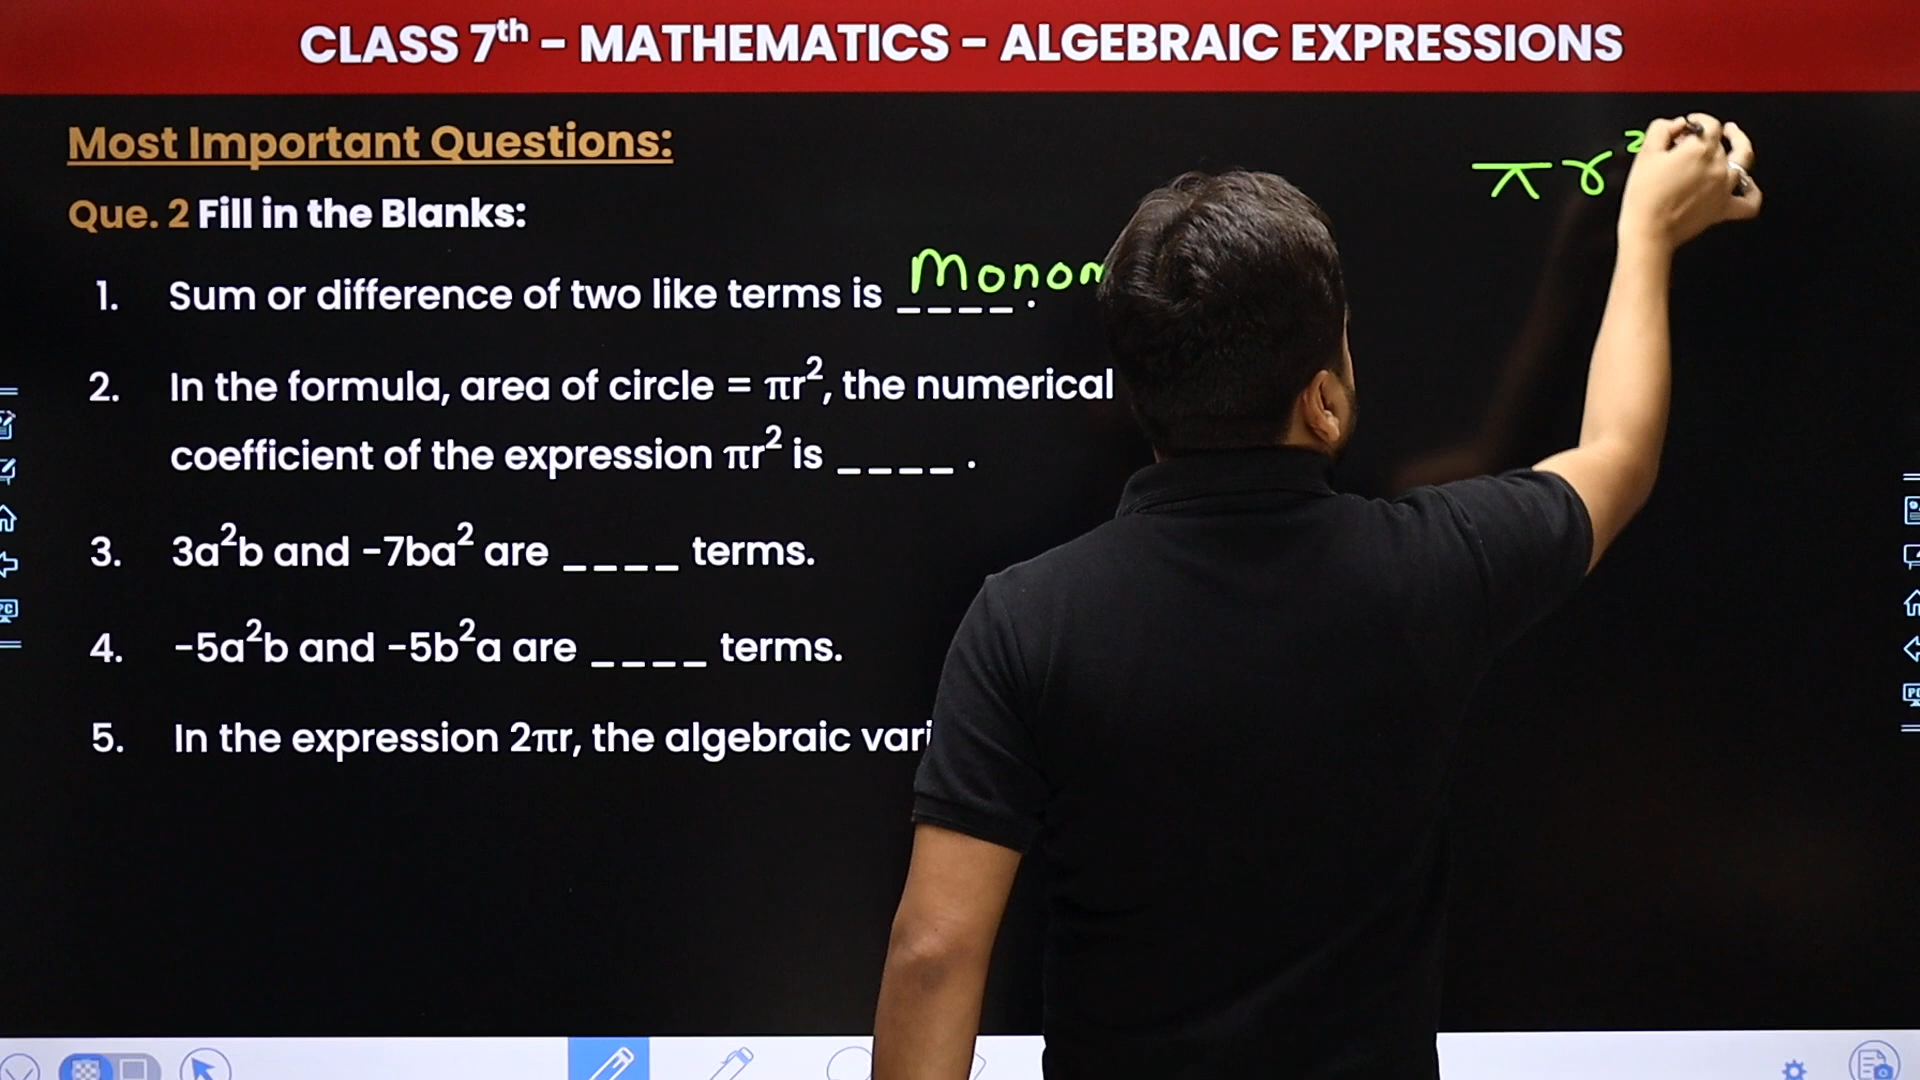 CLASS 7th - MATHEMATICS - ALGEBRAIC EXPRESSIONS
Most Important Questions:
πr²
Que. 2 Fill in the Blanks:
1. Sum or difference of two like terms is ____.
2. In the formula, area of circle = πr², the numerical
coefficient of the expression πr² is ____.
3. 3a²b and -7ba² are ____ terms.
4. -5a²b and -5b²a are ____ terms.
5. In the expression 2πr, the algebraic
PC
PC